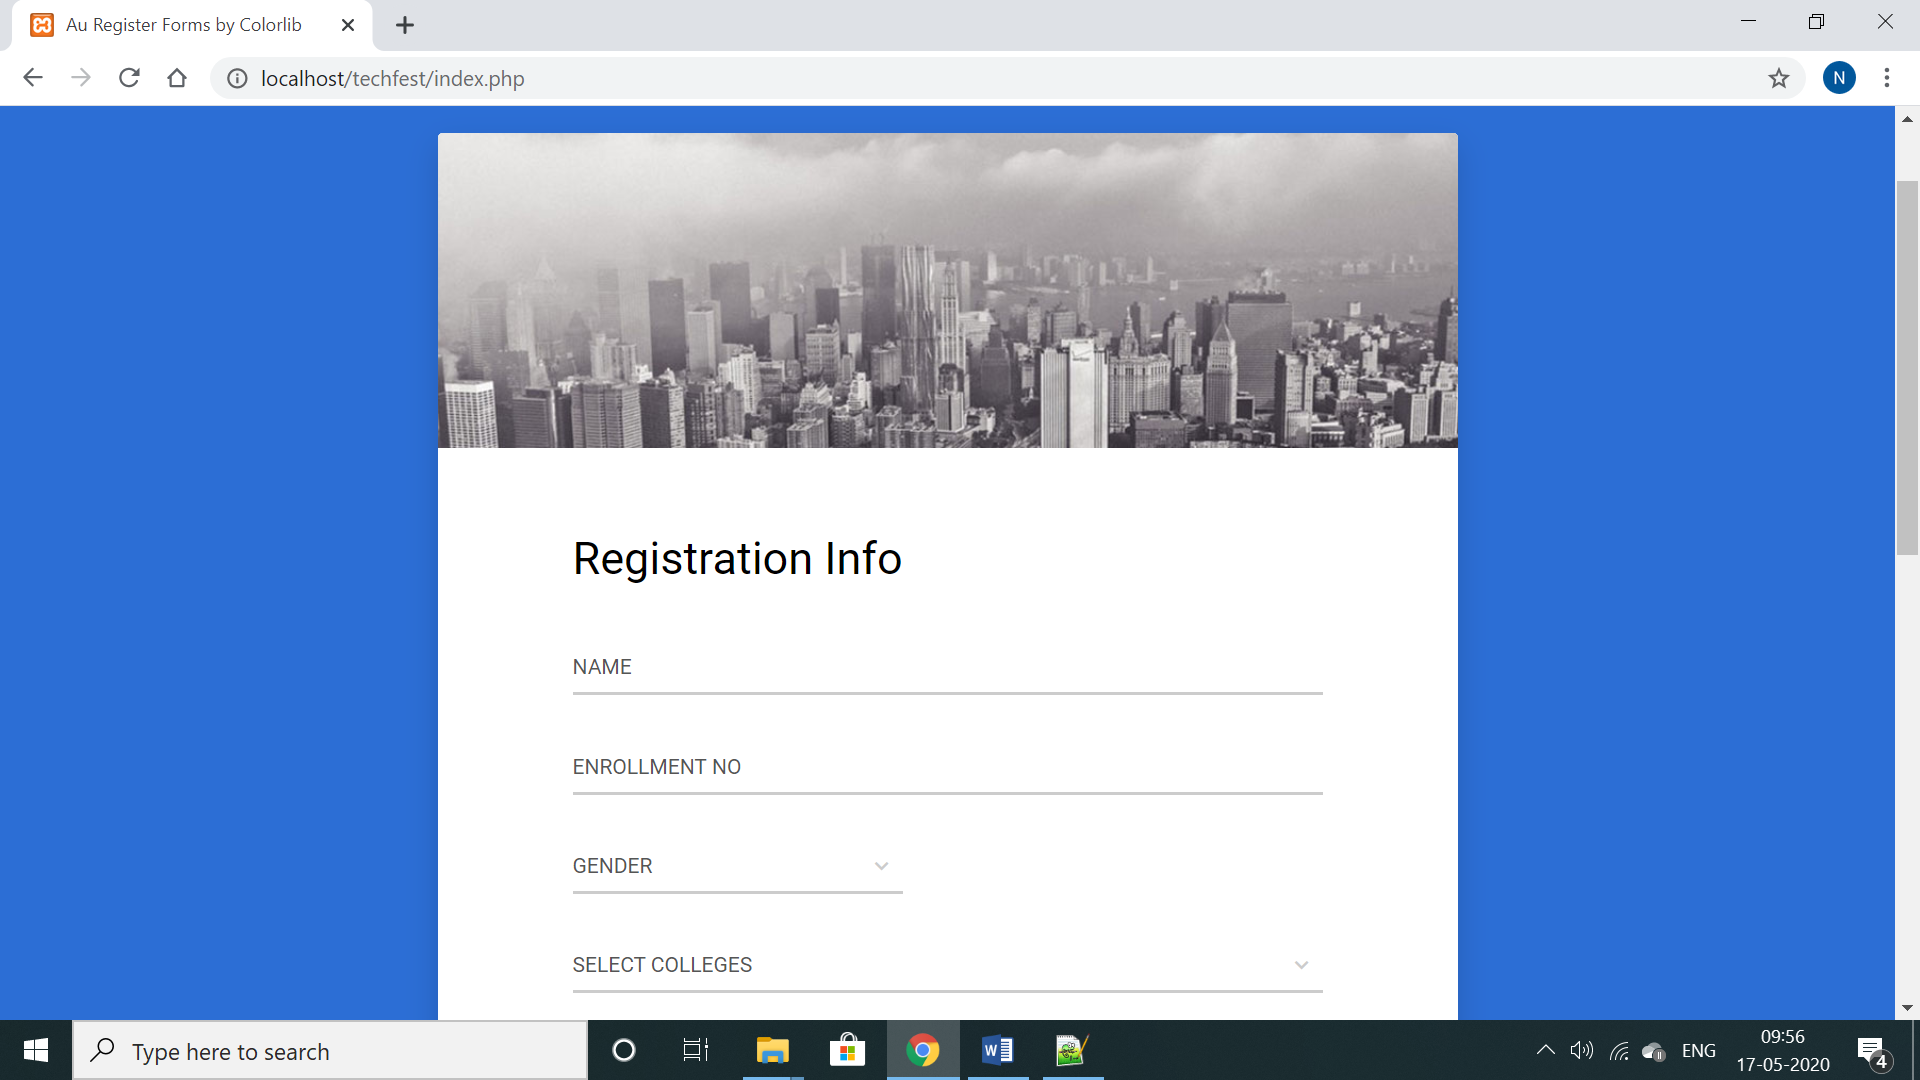 Au Register Forms by Colorlib
localhost/techfest/index.php
N
Registration Info
NAME
ENROLLMENT NO
GENDER
SELECT COLLEGES
Type here to search
W
ENG
09:56
17-05-2020
4